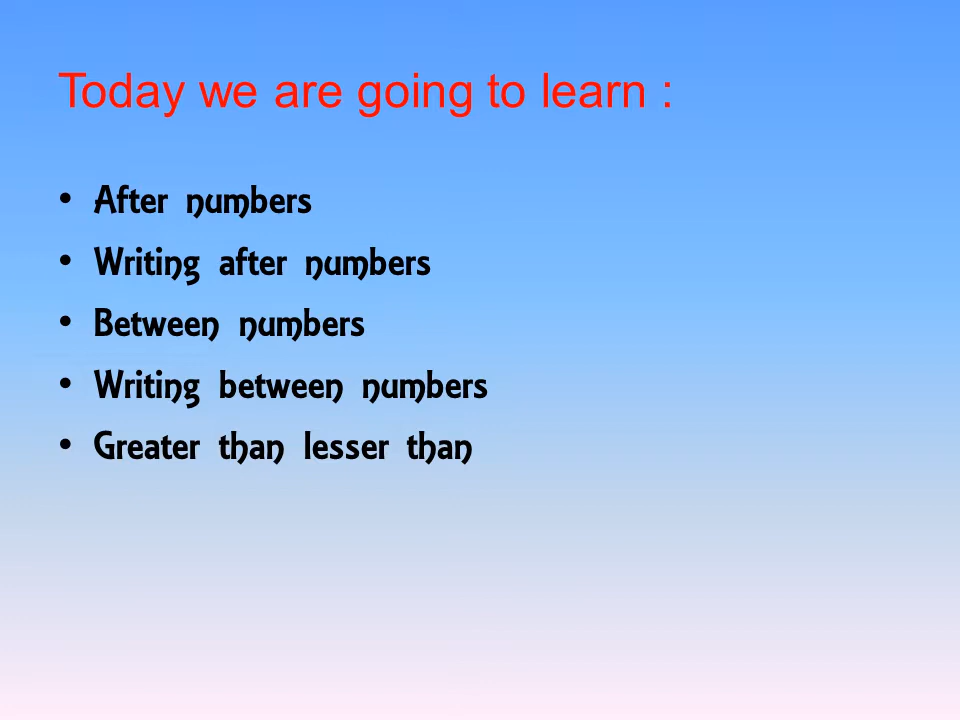 Today we are going to learn :
• After numbers
• Writing after numbers
• Between numbers
• Writing between numbers
• Greater than lesser than